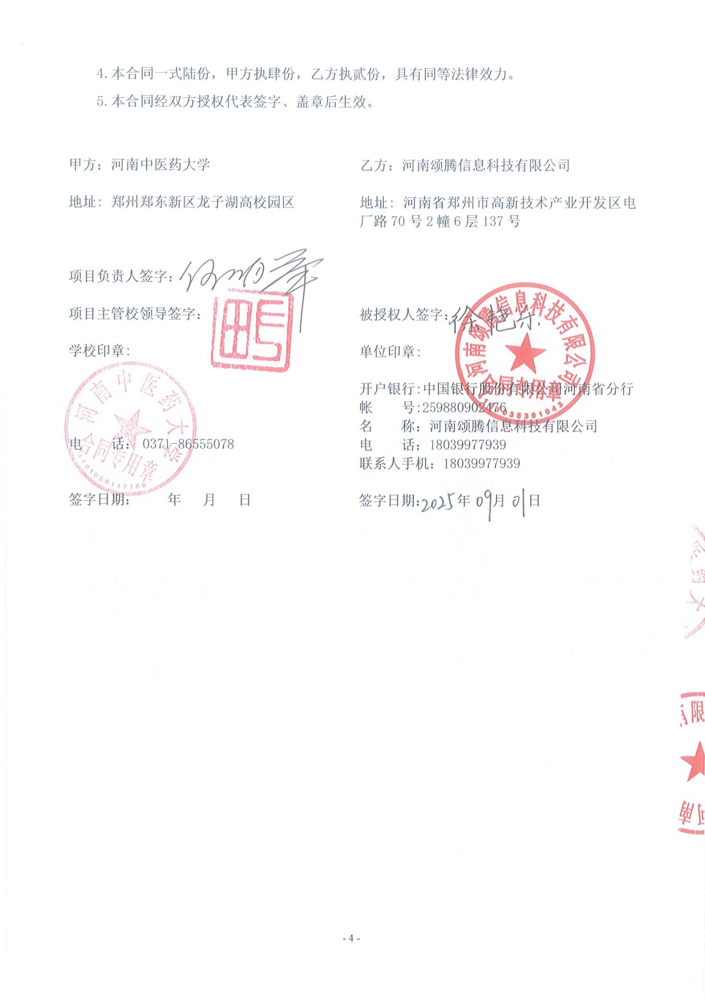 4.本合同一式陆份，甲方执肆份，乙方执贰份，具有同等法律效力。
5.本合同经双方授权代表签字、盖章后生效。
甲方：河南中医药大学
地址：郑州郑东新区龙子湖高校园区
项目负责人签字：
项目主管校领导签字：
学校印章：
河南中医药大学
合同专用章
4101056117188
电 话：0371-86555078
签字日期： 年 月 日
乙方：河南颂腾信息科技有限公司
地址：河南省郑州市高新技术产业开发区电
厂路70号2幢6层137号
被授权人签字：
单位印章：
河南颂腾信息科技有限公司
合同专用章
开户银行：中国银行股份有限公司河南省分行
帐 号：259880902476
名 称：河南颂腾信息科技有限公司
电 话：18039977939
联系人手机：18039977939
签字日期：2025年09月01日
药大
有限
河南
- 4 -